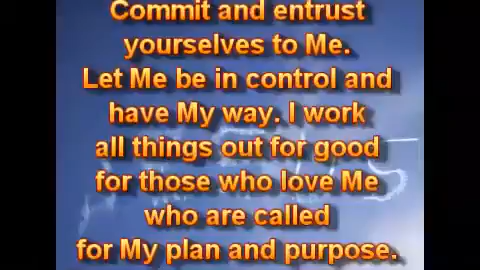 Commit and entrust
yourselves to Me.
Let Me be in control and
have My way. I work
all things out for good
for those who love Me
who are called
for My plan and purpose.